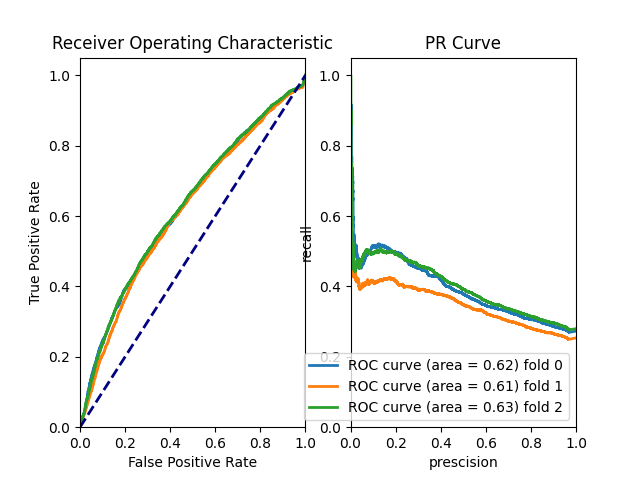 Receiver Operating Characteristic
True Positive Rate
1.0
0.8
0.6
0.4
0.2
0.0
0.0 0.2 0.4 0.6 0.8 1.0
False Positive Rate
PR Curve
recall
1.0
0.8
0.6
0.4
0.2
0.0
0.0 0.2 0.4 0.6 0.8 1.0
prescision
ROC curve (area = 0.62) fold 0
ROC curve (area = 0.61) fold 1
ROC curve (area = 0.63) fold 2